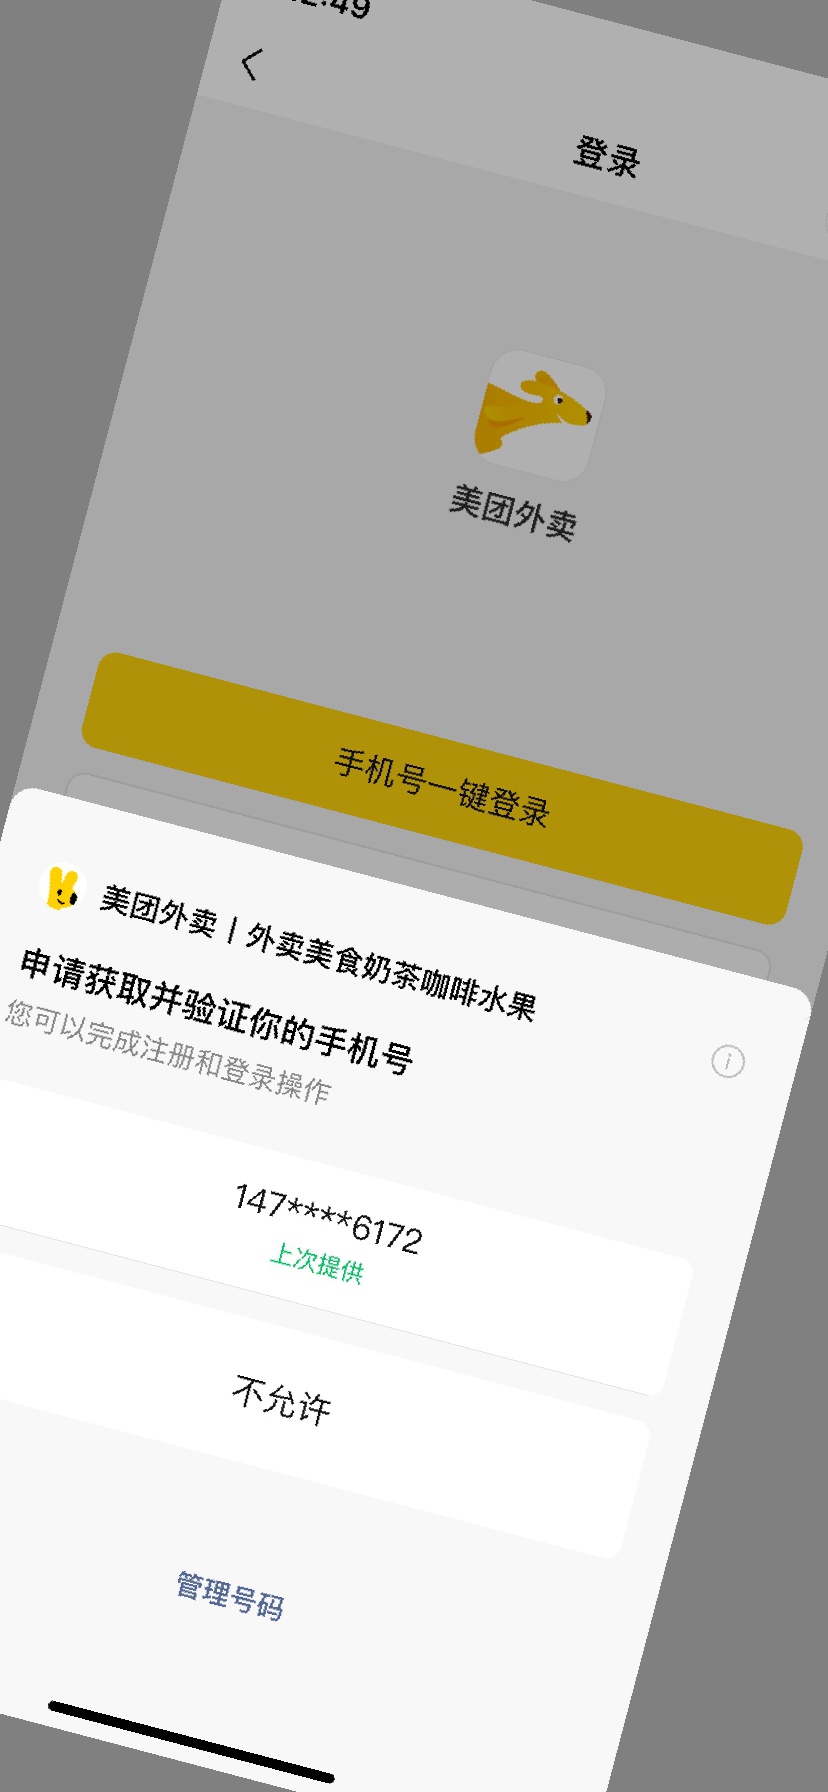 登录
美团外卖
手机号一键登录
美团外卖丨外卖美食奶茶咖啡水果
申请获取并验证你的手机号
您可以完成注册和登录操作
147****6172
上次提供
不允许
管理号码